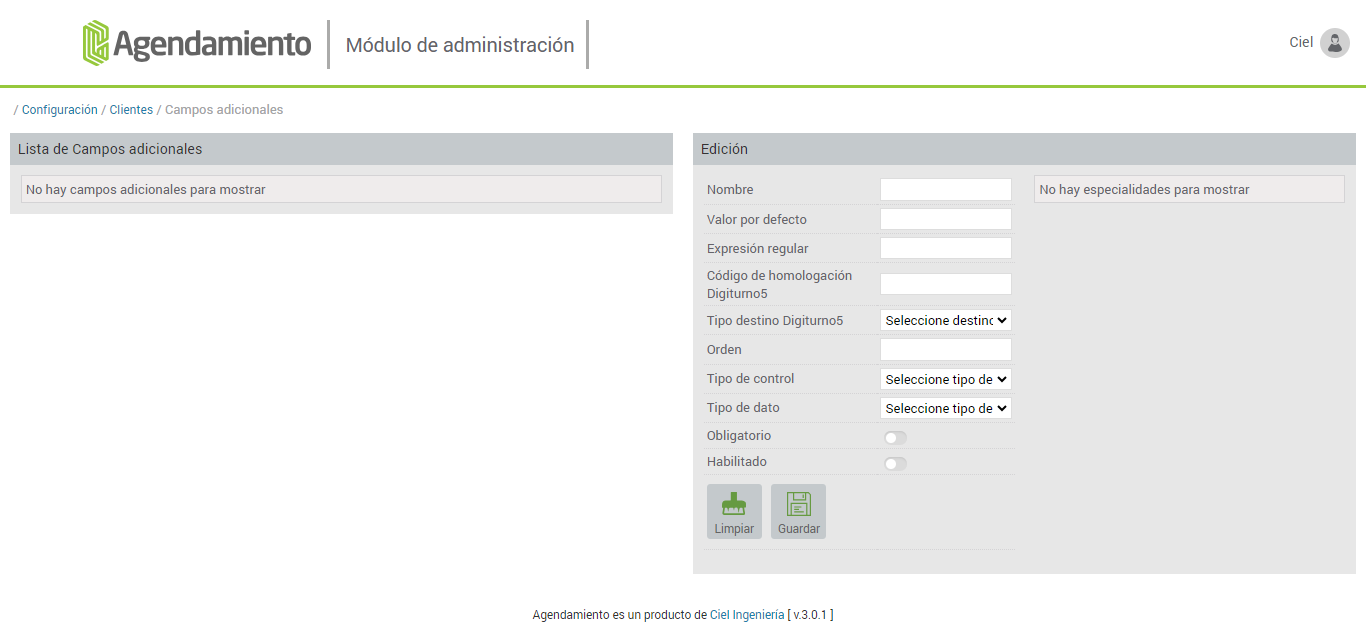 Agendamiento
Módulo de administración
Ciel
/ Configuración / Clientes / Campos adicionales
Lista de Campos adicionales
No hay campos adicionales para mostrar
Edición
Nombre
Valor por defecto
Expresión regular
Código de homologación
Digiturno5
Tipo destino Digiturno5
Seleccione destinc
Orden
Tipo de control
Seleccione tipo de
Tipo de dato
Seleccione tipo de
Obligatorio
Habilitado
Limpiar
Guardar
No hay especialidades para mostrar
Agendamiento es un producto de Ciel Ingeniería [ v.3.0.1 ]